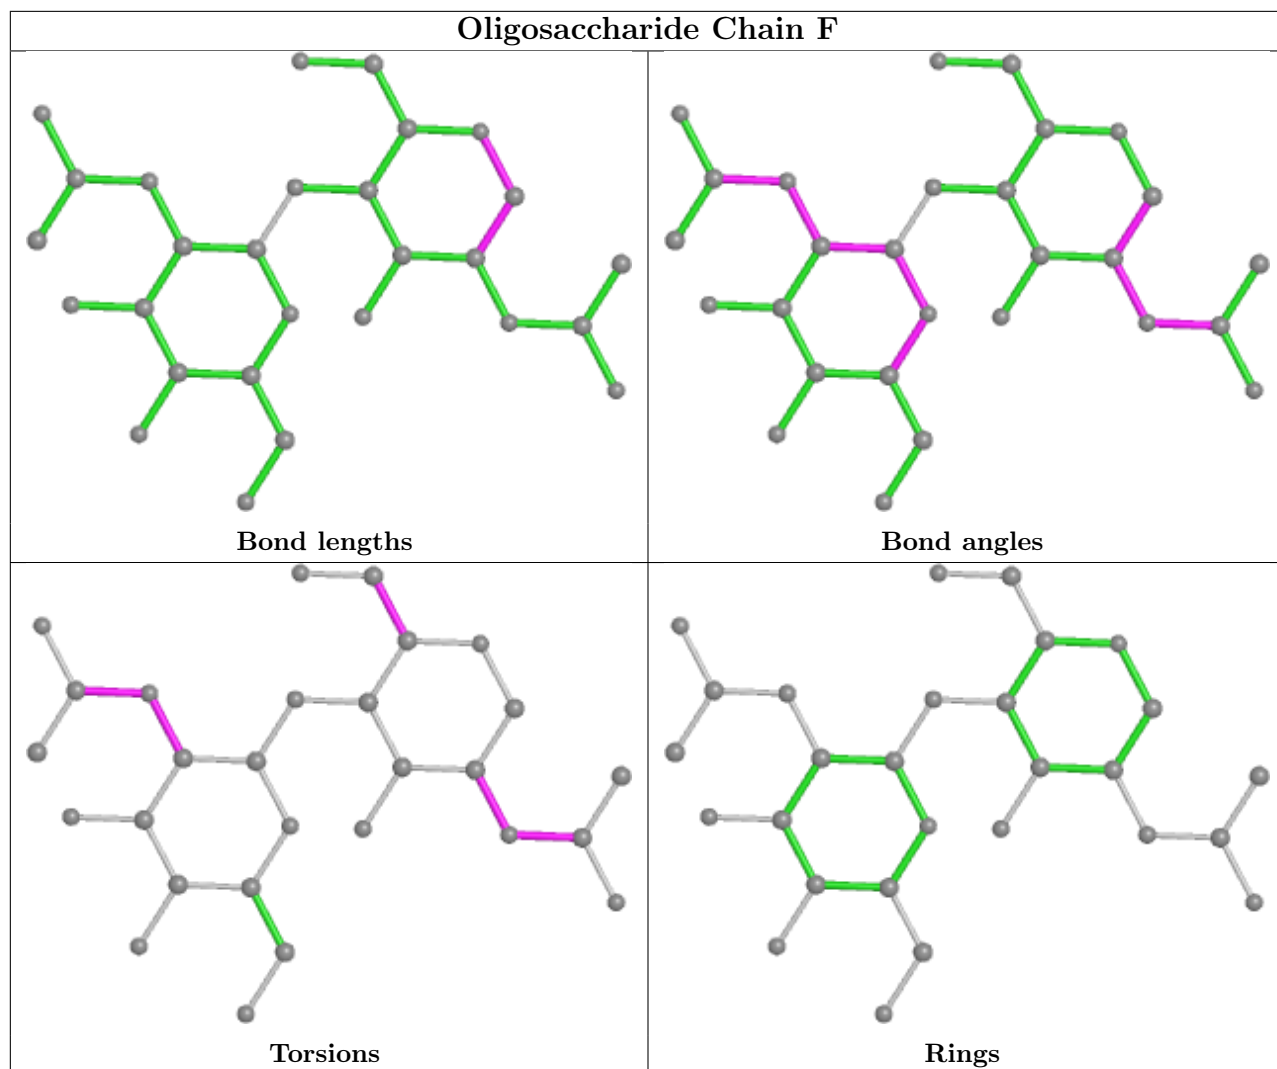 Oligosaccharide Chain F
Bond lengths
Bond angles
Torsions
Rings